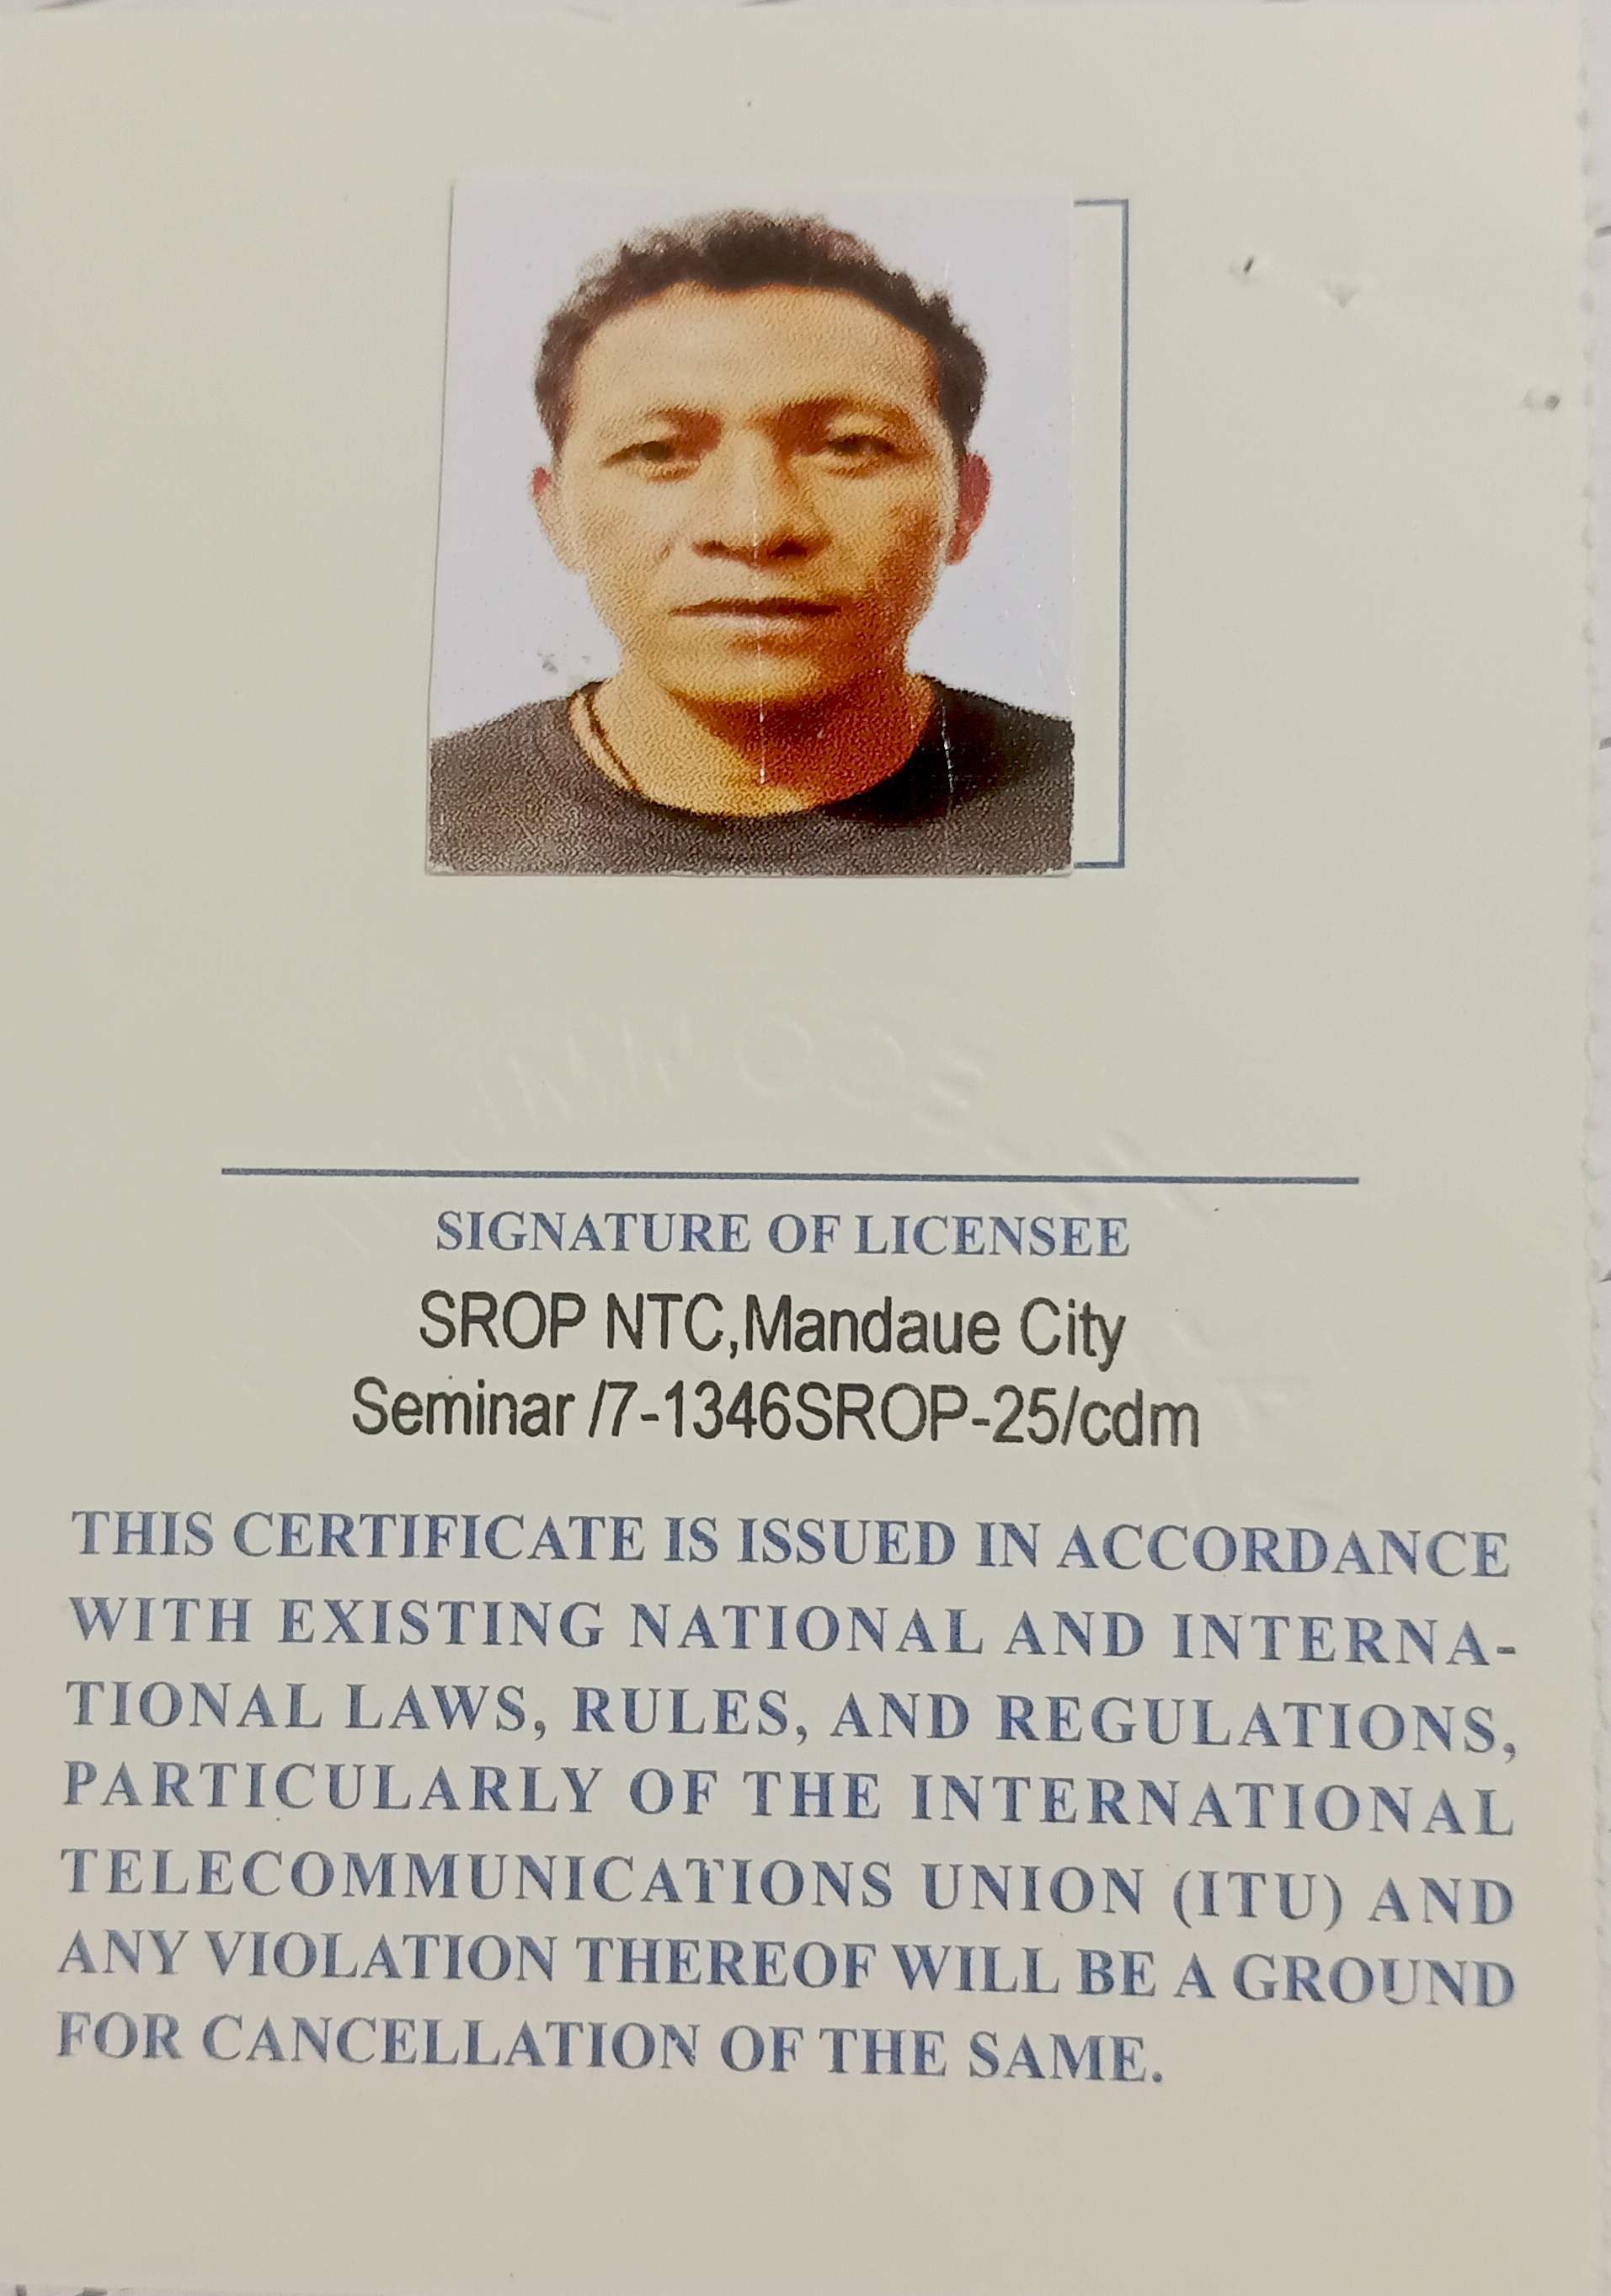 SIGNATURE OF LICENSEE
SROP NTC,Mandaue City
Seminar /7-1346SROP-25/cdm
THIS CERTIFICATE IS ISSUED IN ACCORDANCE
WITH EXISTING NATIONAL AND INTERNA-
TIONAL LAWS, RULES, AND REGULATIONS,
PARTICULARLY OF THE INTERNATIONAL
TELECOMMUNICATIONS UNION (ITU) AND
ANY VIOLATION THEREOF WILL BE A GROUND
FOR CANCELLATION OF THE SAME.